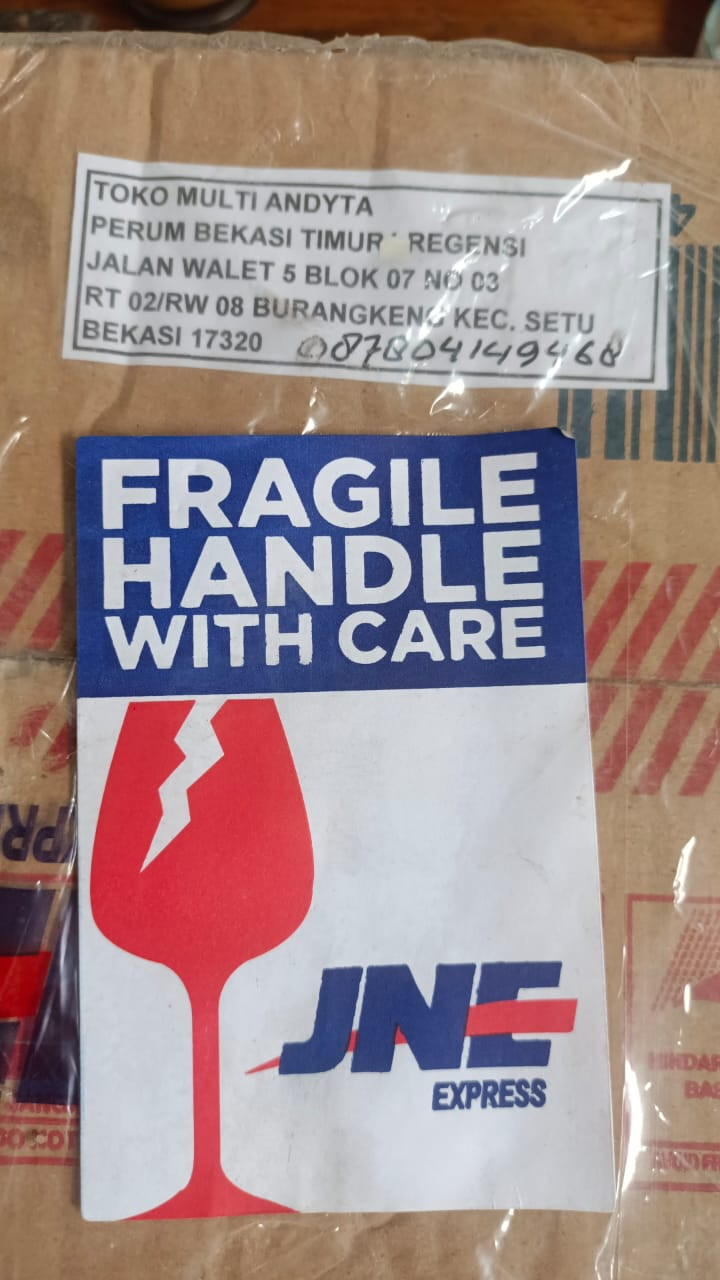 TOKO MULTI ANDYTA
PERUM BEKASI TIMUR REGENSI
JALAN WALET 5 BLOK 07 NO 03
RT 02/RW 08 BURANGKENG KEC. SETU
BEKASI 17320 087804149468
4
FRAGILE
HANDLE
WITH CARE
JNE
EXPRESS